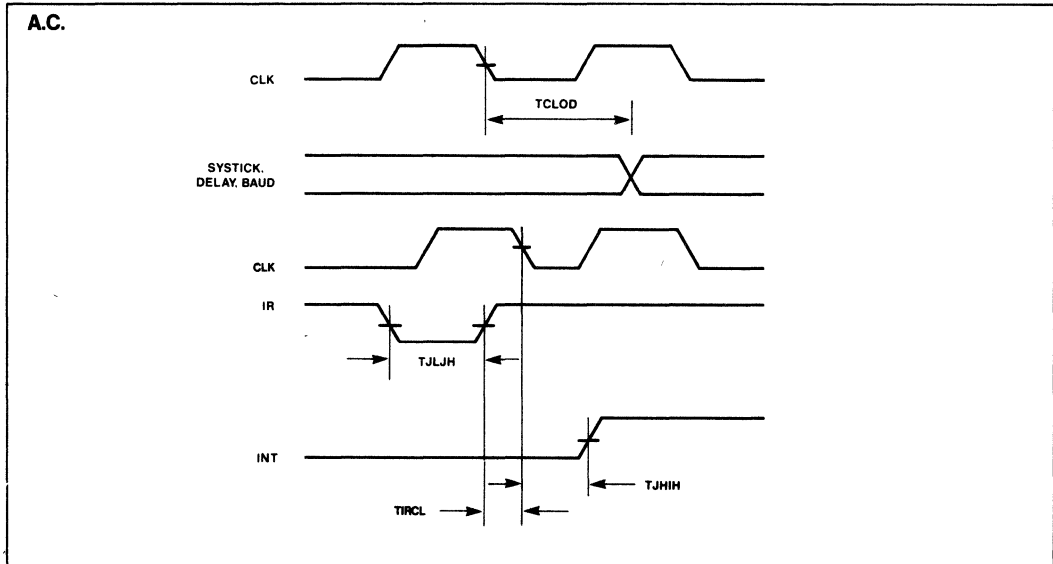 A.C.
CLK
TCLOD
SYSTICK.
DELAY. BAUD
CLK
IR
TJLJH
INT
TJHIH
TIRCL